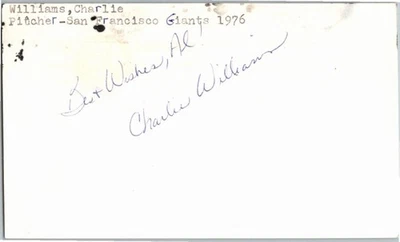 Williams,Charlie
Pitcher-San Francisco Giants 1976
Best Wishes, Al!
Charlie Williams